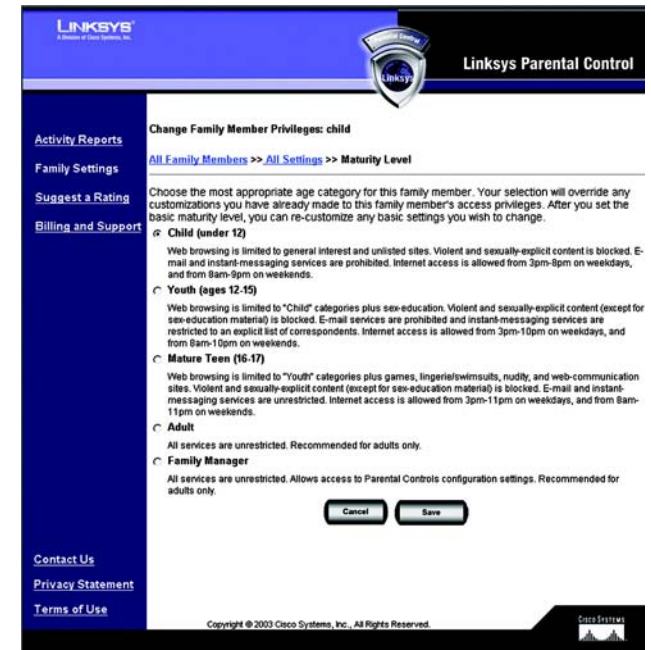 LINKSYS®
A Division of Cisco Systems, Inc.
Parental Control
Linksys
Linksys Parental Control
Activity Reports
Family Settings
Suggest a Rating
Billing and Support
Change Family Member Privileges: child
All Family Members >> All Settings >> Maturity Level
Choose the most appropriate age category for this family member. Your selection will override any
customizations you have already made to this family member's access privileges. After you set the
basic maturity level, you can re-customize any basic settings you wish to change.
Child (under 12)
Web browsing is limited to general interest and unlisted sites. Violent and sexually-explicit content is blocked. E-
mail and instant-messaging services are prohibited. Internet access is allowed from 3pm-8pm on weekdays,
and from 8am-9pm on weekends.
Youth (ages 12-15)
Web browsing is limited to "Child" categories plus sex-education. Violent and sexually-explicit content (except for
sex-education material) is blocked. E-mail services are prohibited and instant-messaging services are
restricted to an explicit list of correspondents. Internet access is allowed from 3pm-10pm on weekdays, and
from 8am-10pm on weekends.
Mature Teen (16-17)
Web browsing is limited to "Youth" categories plus games, lingerie/swimsuits, nudity, and web-communication
sites. Violent and sexually-explicit content (except for sex-education material) is blocked. E-mail and instant-
messaging services are unrestricted. Internet access is allowed from 3pm-11pm on weekdays, and from 8am-
11pm on weekends.
Adult
All services are unrestricted. Recommended for adults only.
Family Manager
All services are unrestricted. Allows access to Parental Controls configuration settings. Recommended for
adults only.
Cancel
Save
Contact Us
Privacy Statement
Terms of Use
Copyright © 2003 Cisco Systems, Inc., All Rights Reserved.
CISCO SYSTEMS